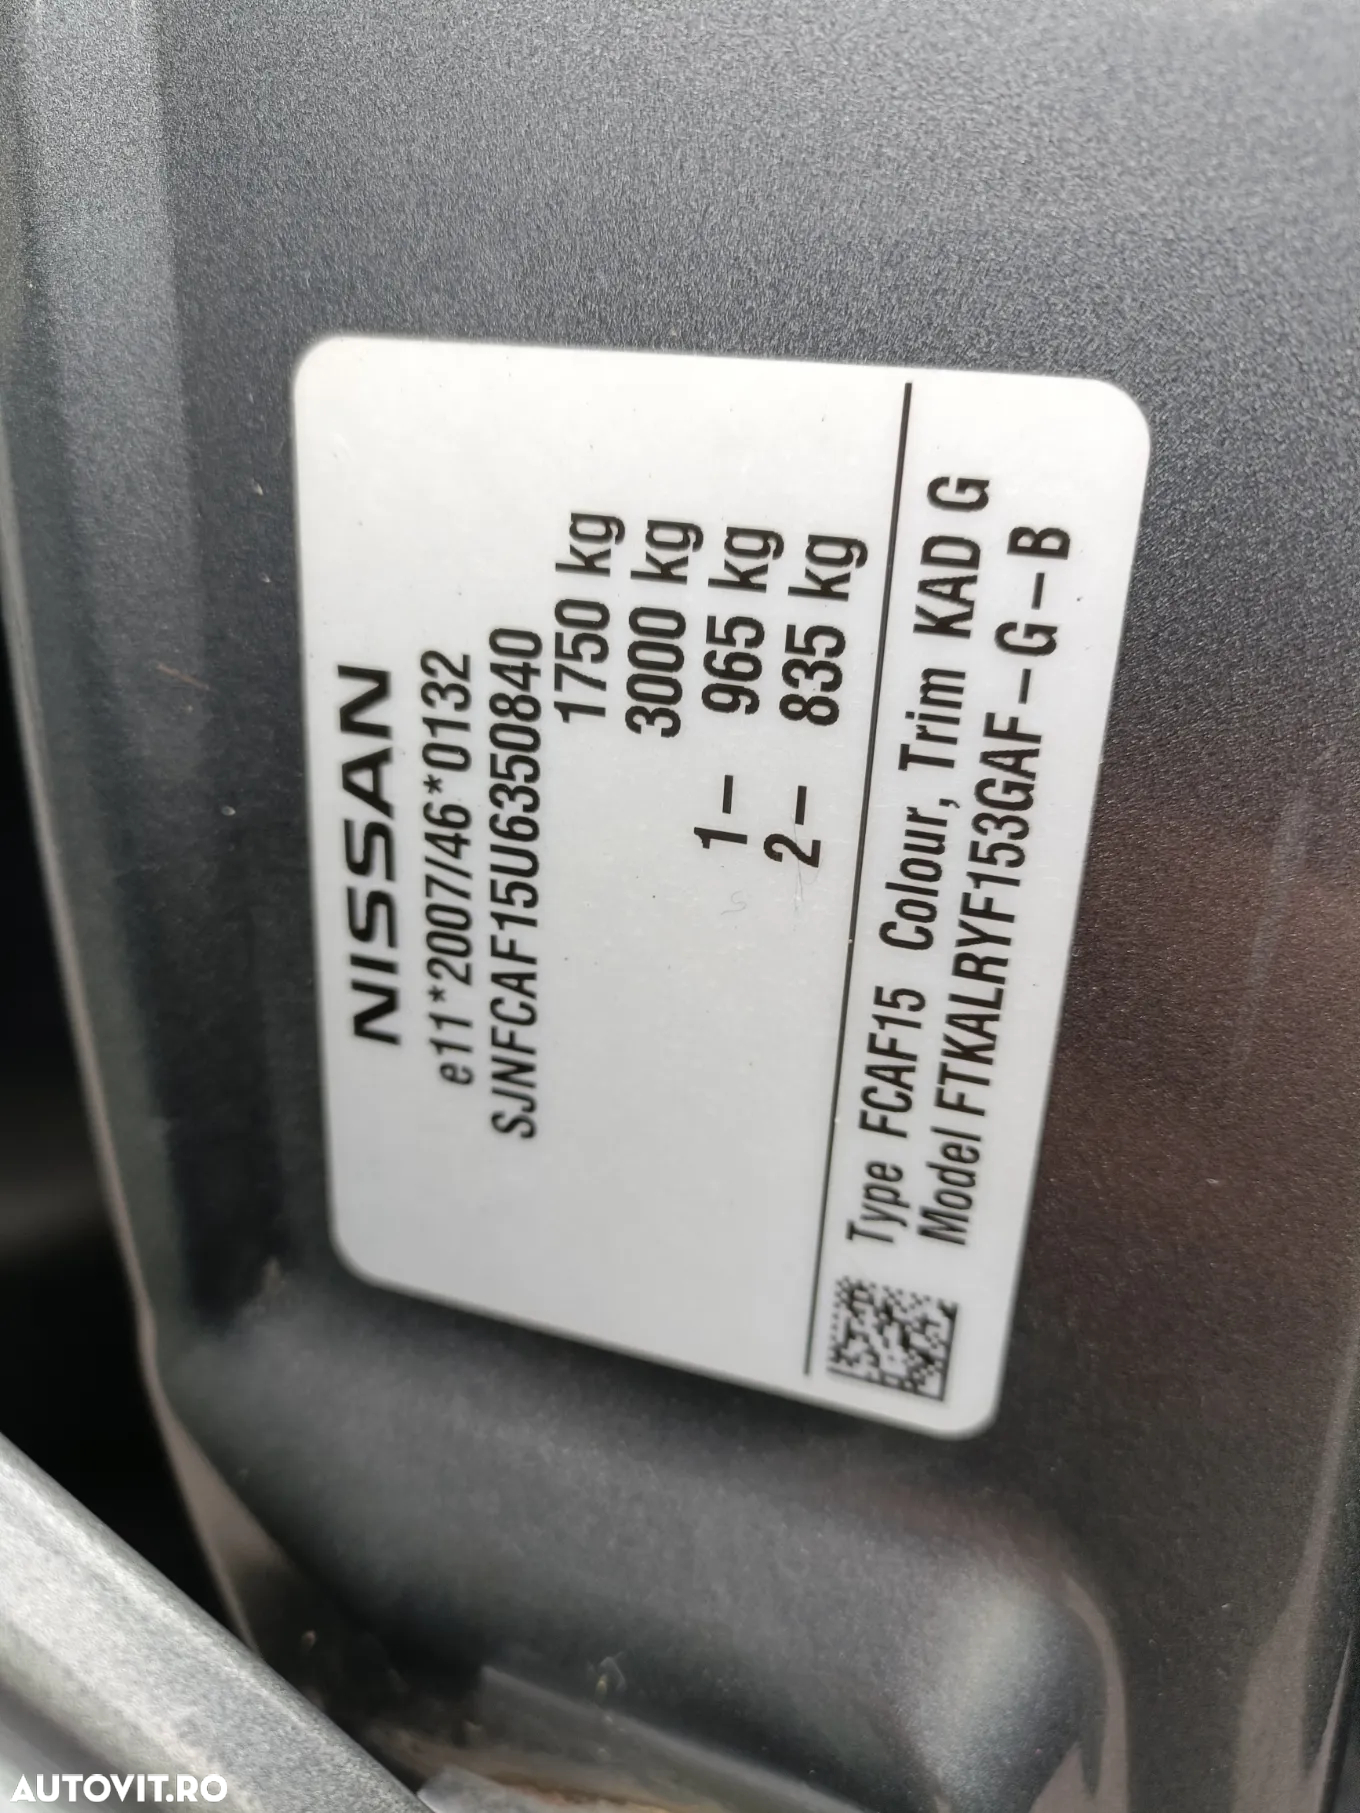 NISSAN
e11*2007/46*0132
SJNFCAF15U6350840
1750 kg
3000 kg
1- 965 kg
2- 835 kg
Type FCAF15 Colour, Trim KAD G
Model FTKALRYF153GAF-G-B
AUTOVIT.RO